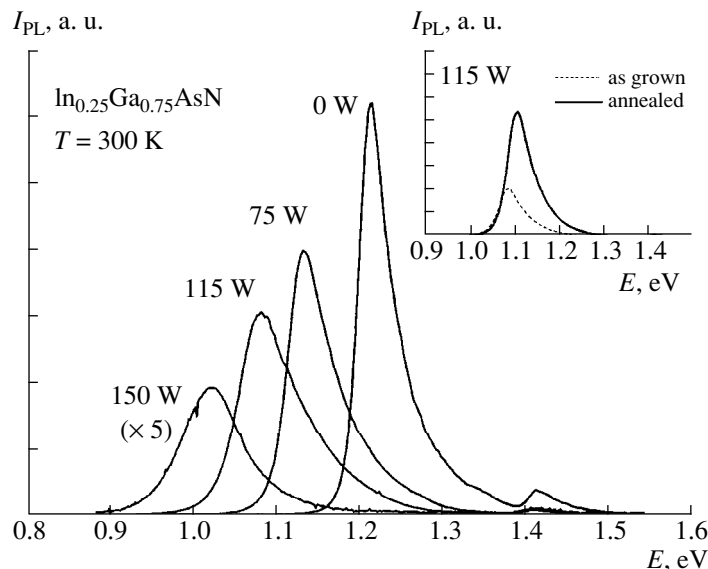 I_PL, a. u.
In_0.25Ga_0.75AsN
T = 300 K
0 W
75 W
115 W
150 W
(× 5)
0.8 0.9 1.0 1.1 1.2 1.3 1.4 1.5 1.6
E, eV
I_PL, a. u.
115 W
as grown
annealed
0.9 1.0 1.1 1.2 1.3 1.4
E, eV